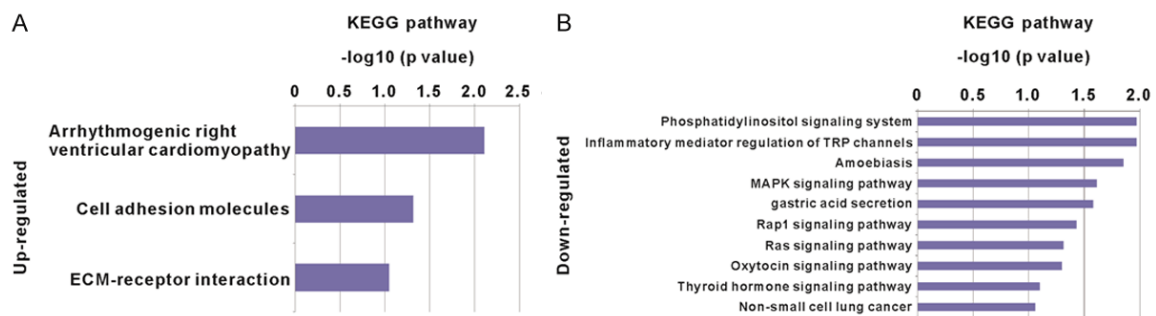 A
KEGG pathway
-log10 (p value)
0 0.5 1.0 1.5 2.0 2.5
Up-regulated
Arrhythmogenic right
ventricular cardiomyopathy
Cell adhesion molecules
ECM-receptor interaction
B
KEGG pathway
-log10 (p value)
0 0.5 1.0 1.5 2.0
Down-regulated
Phosphatidylinositol signaling system
Inflammatory mediator regulation of TRP channels
Amoebiasis
MAPK signaling pathway
gastric acid secretion
Rap1 signaling pathway
Ras signaling pathway
Oxytocin signaling pathway
Thyroid hormone signaling pathway
Non-small cell lung cancer